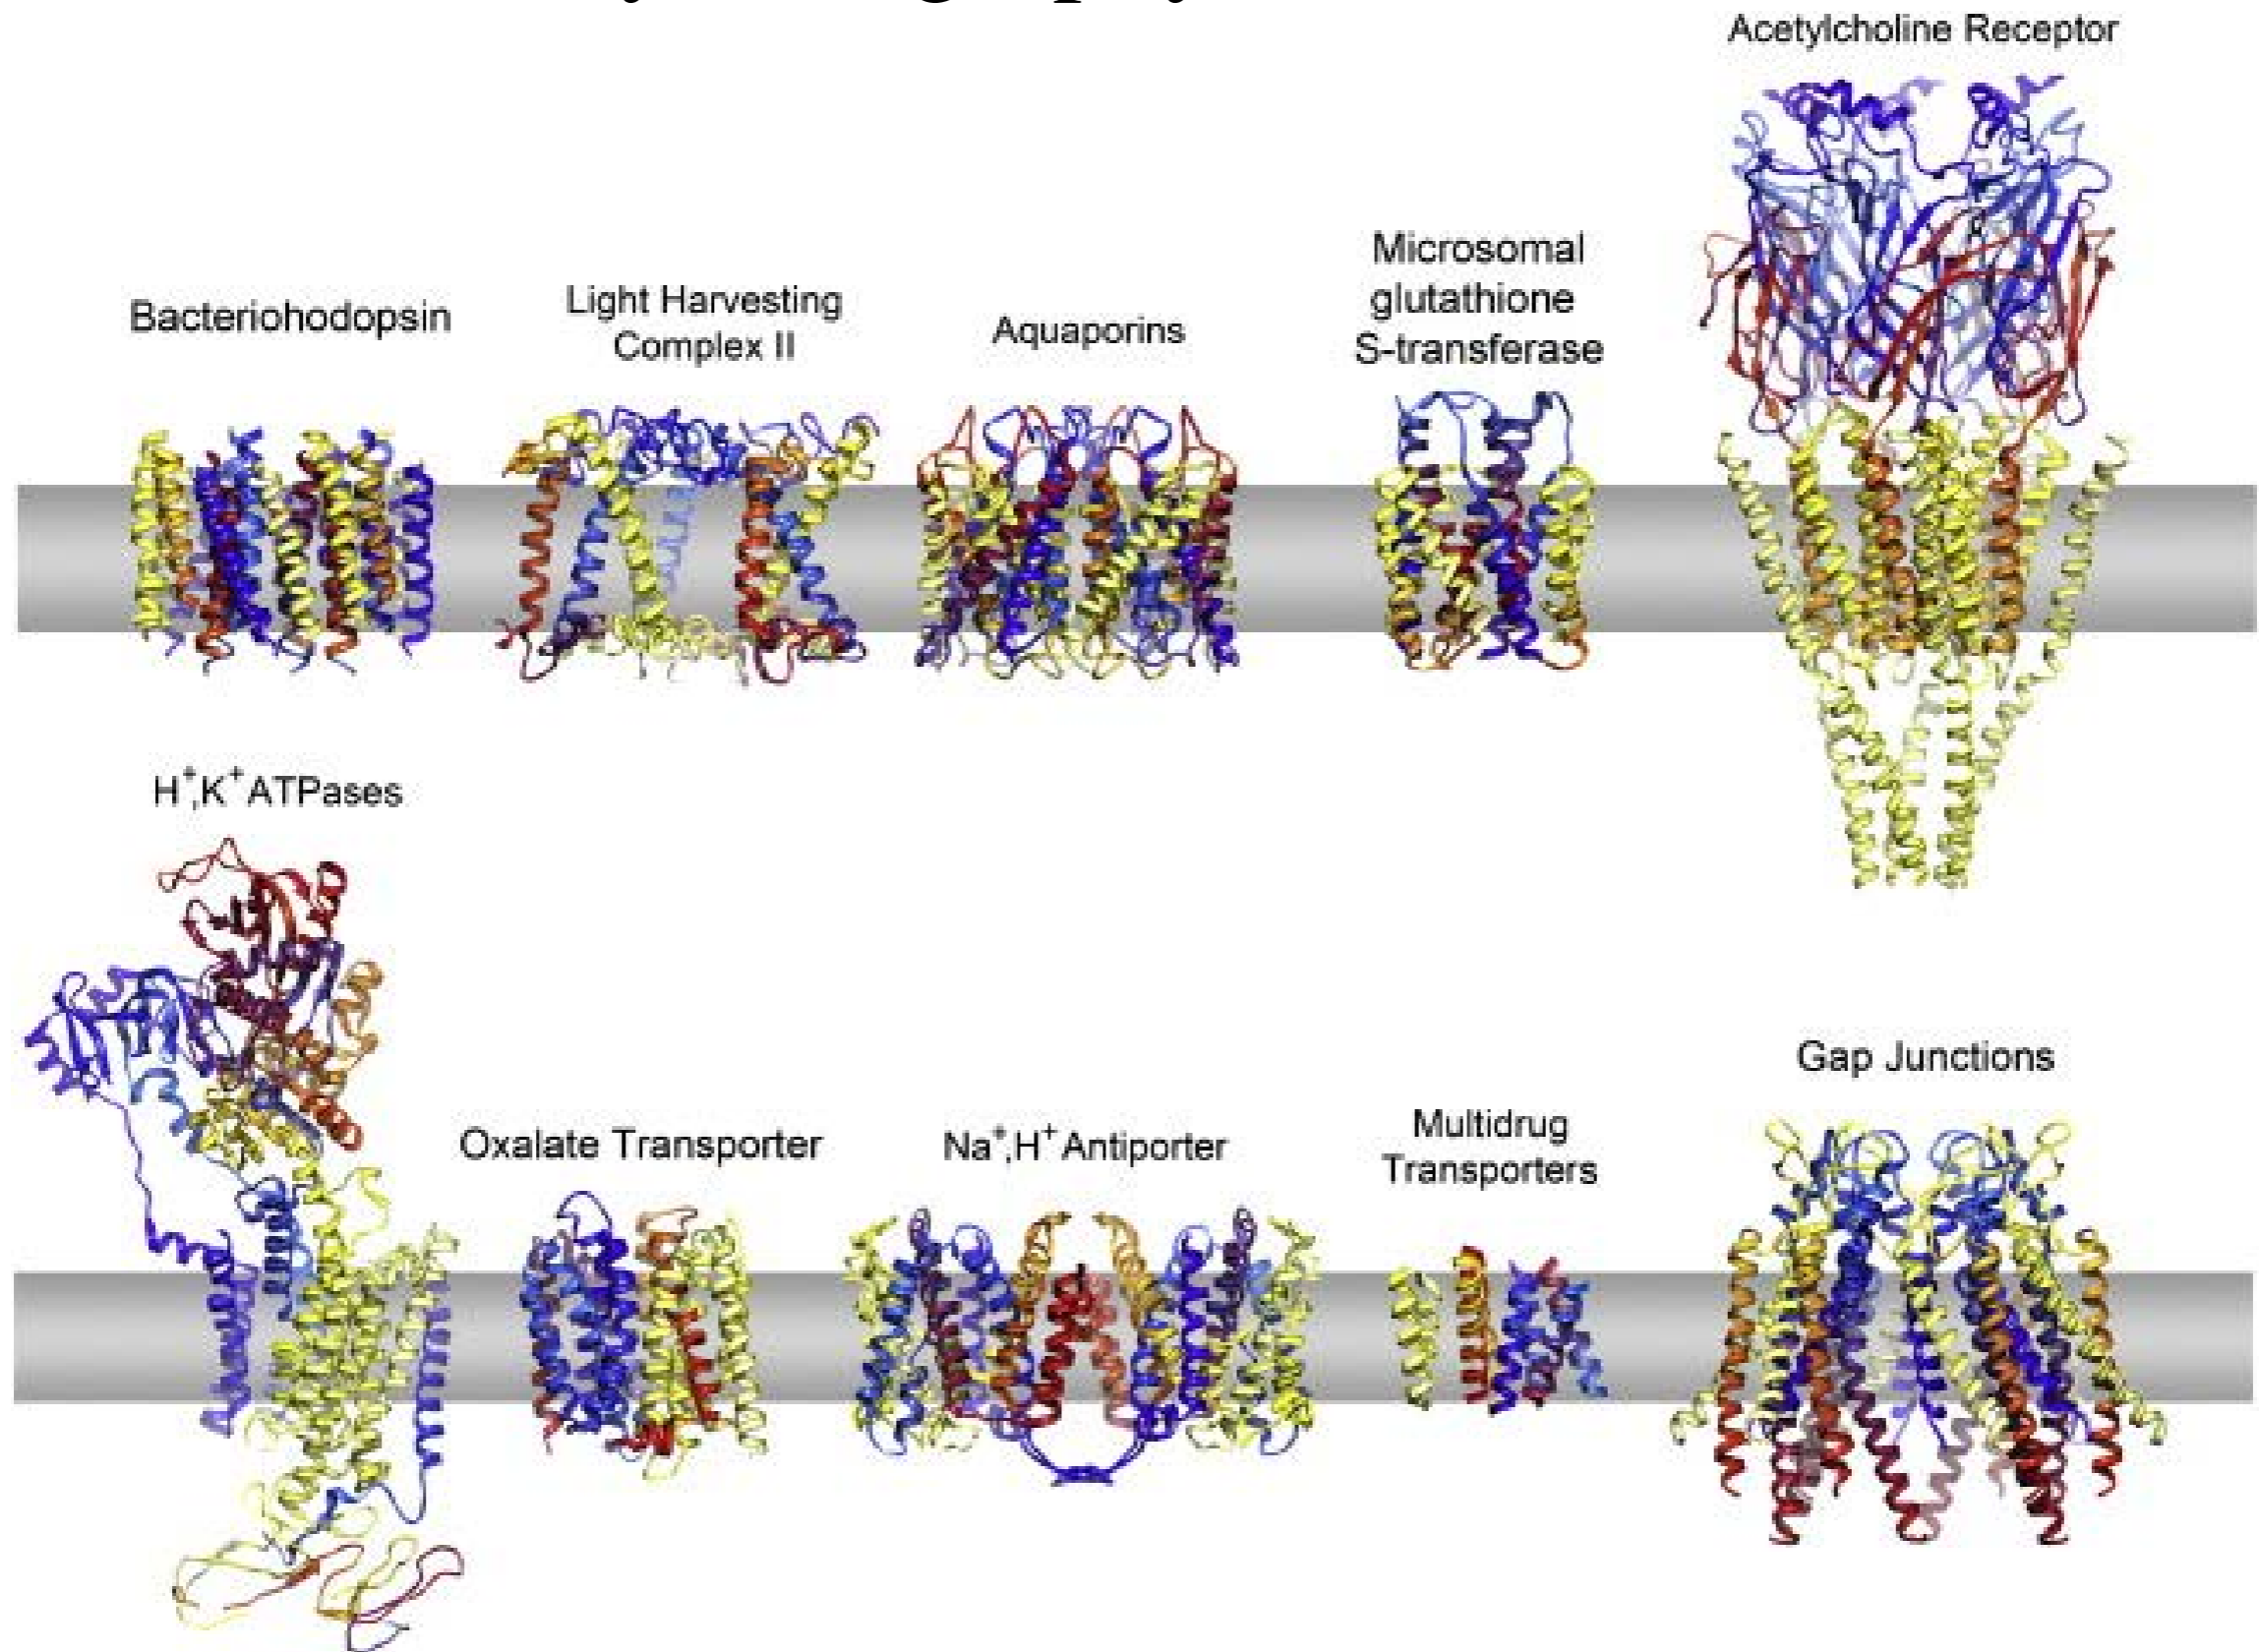 Acetylcholine Receptor
Microsomal
glutathione
S-transferase
Light Harvesting
Complex II
Bacteriohodopsin
Aquaporins
H⁺,K⁺ATPases
Gap Junctions
Oxalate Transporter
Na⁺,H⁺Antiporter
Multidrug
Transporters